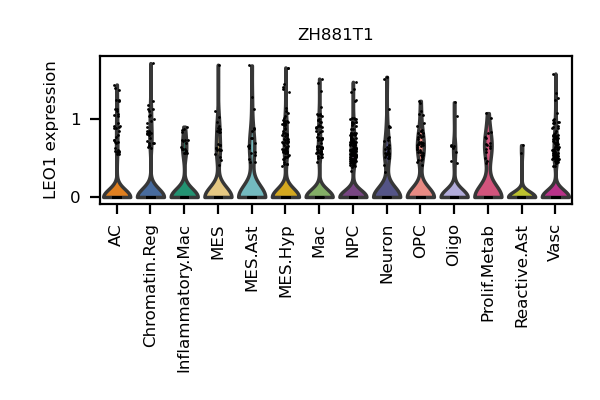 ZH881T1
LEO1 expression
1
0
AC
Chromatin.Reg
Inflammatory.Mac
MES
MES.Ast
MES.Hyp
Mac
NPC
Neuron
OPC
Oligo
Prolif.Metab
Reactive.Ast
Vasc